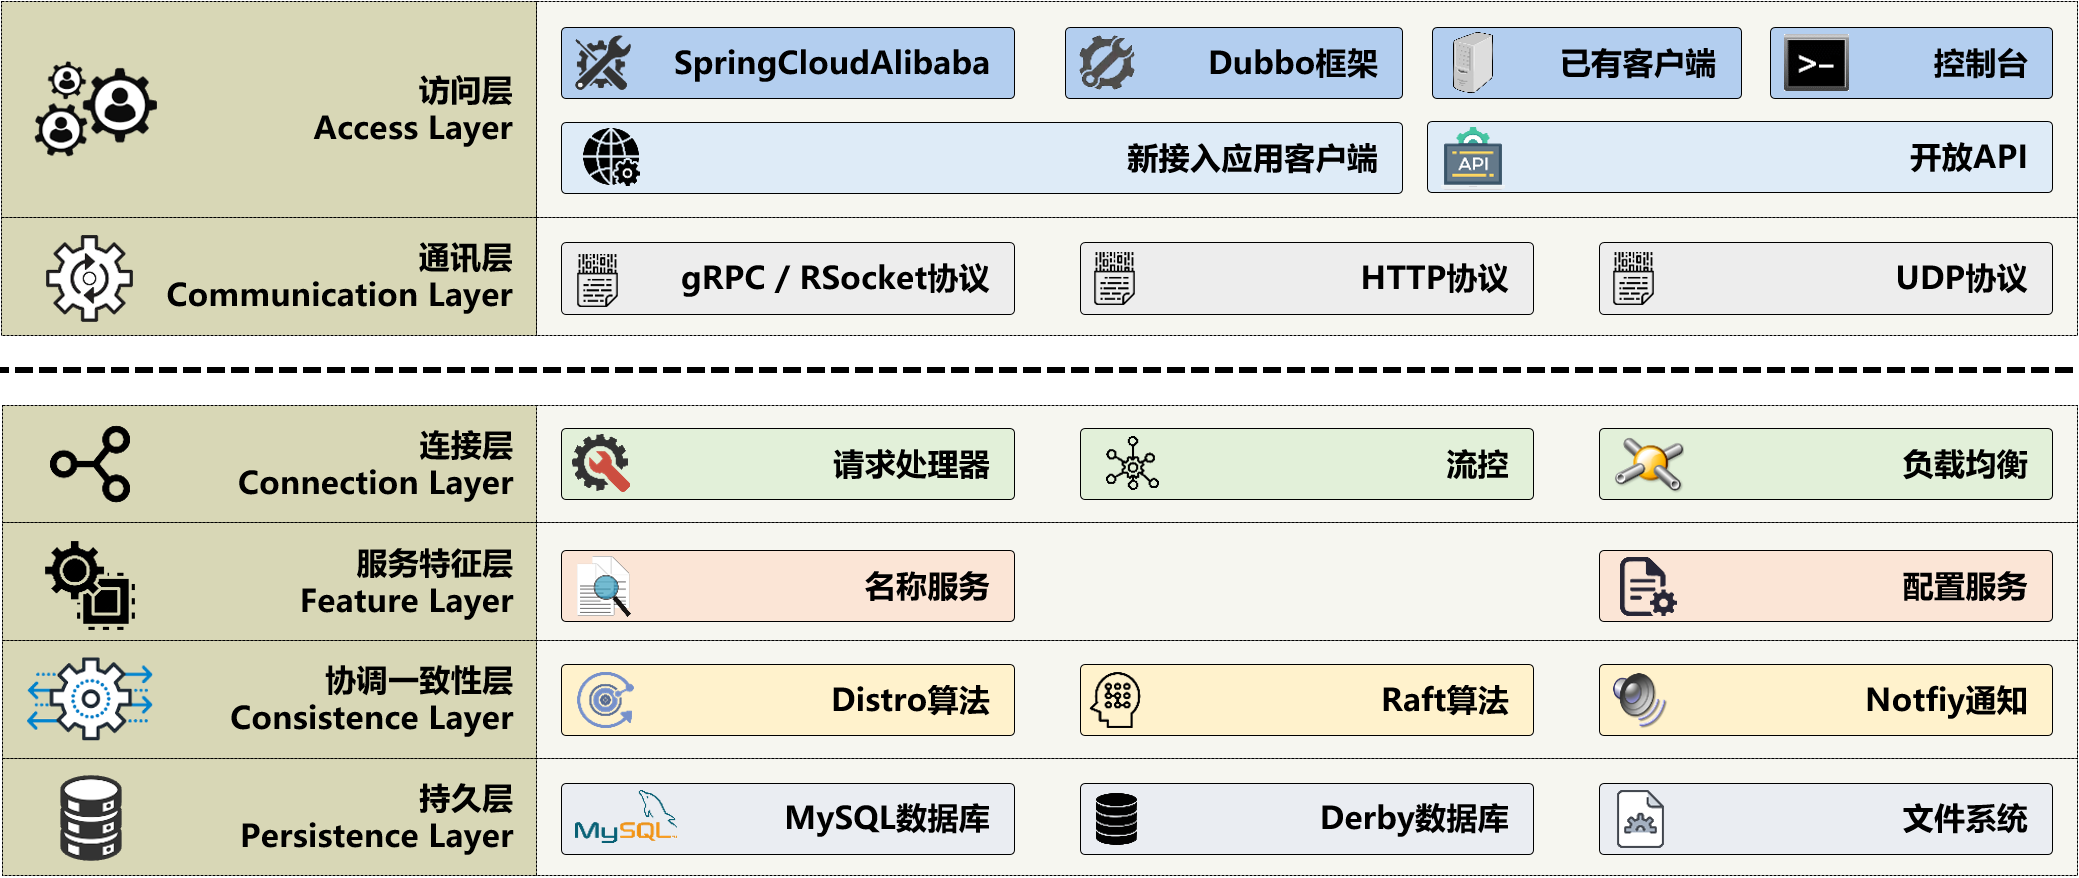 访问层
Access Layer
SpringCloudAlibaba
Dubbo框架
已有客户端
>-
控制台
新接入应用客户端
API
开放API
通讯层
Communication Layer
gRPC / RSocket协议
HTTP协议
UDP协议
连接层
Connection Layer
请求处理器
流控
负载均衡
服务特征层
Feature Layer
名称服务
配置服务
协调一致性层
Consistence Layer
Distro算法
Raft算法
Notfiy通知
持久层
Persistence Layer
MySQL
MySQL数据库
Derby数据库
文件系统